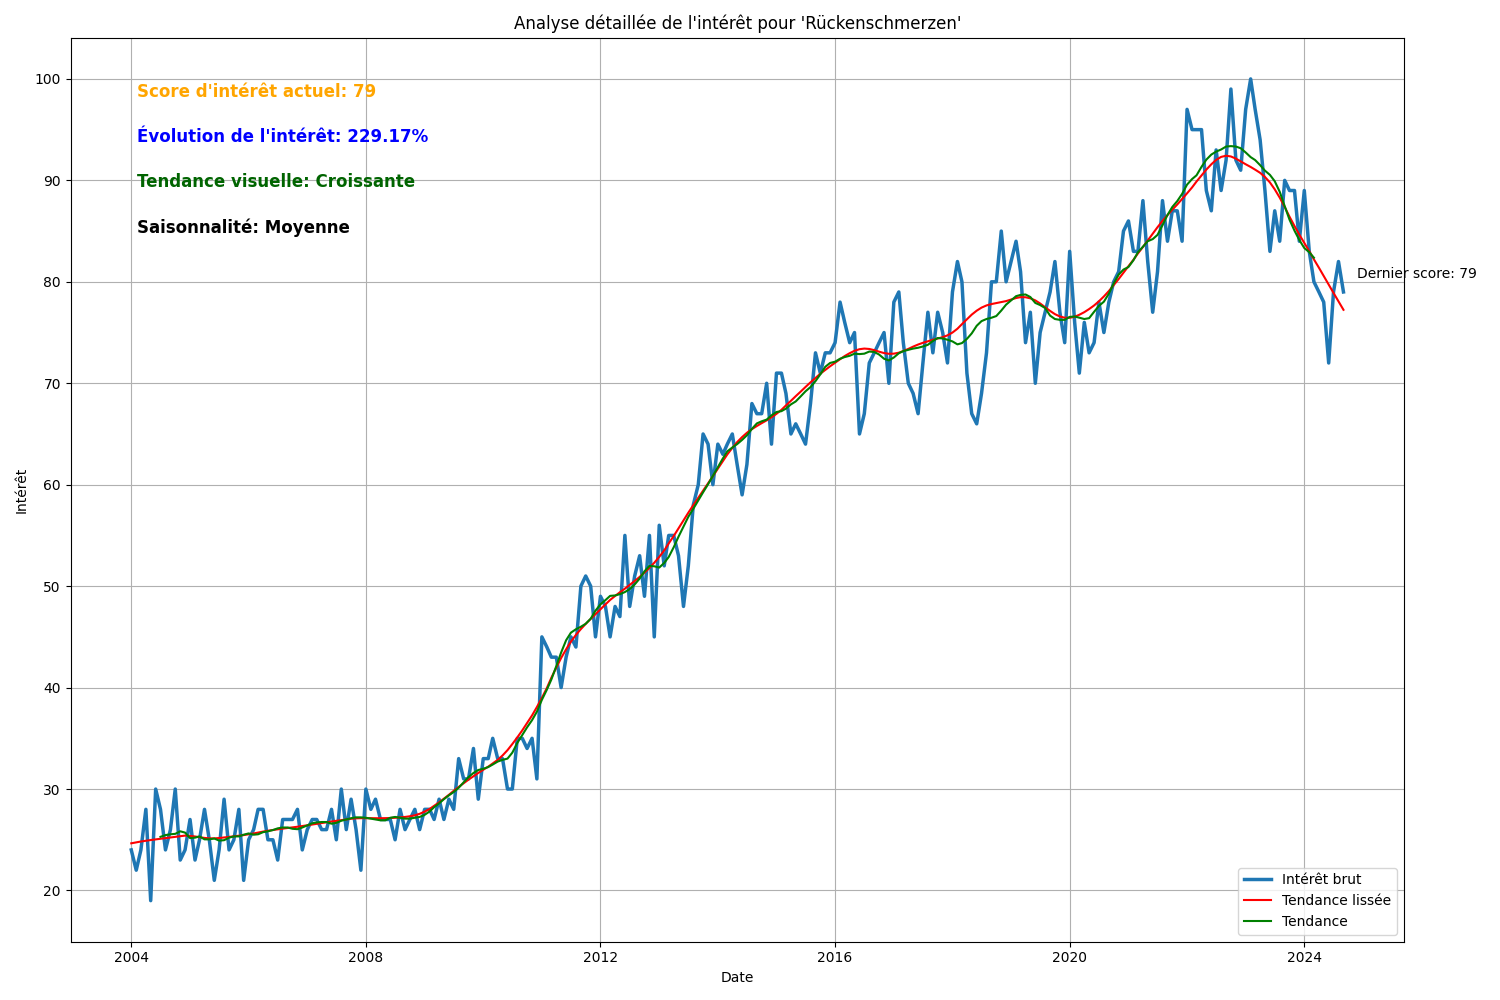 Analyse détaillée de l'intérêt pour 'Rückenschmerzen'
Score d'intérêt actuel: 79
Évolution de l'intérêt: 229.17%
Tendance visuelle: Croissante
Saisonnalité: Moyenne
Dernier score: 79
Intérêt
100
90
80
70
60
50
40
30
20
Intérêt brut
Tendance lissée
Tendance
2004 2008 2012 2016 2020 2024
Date